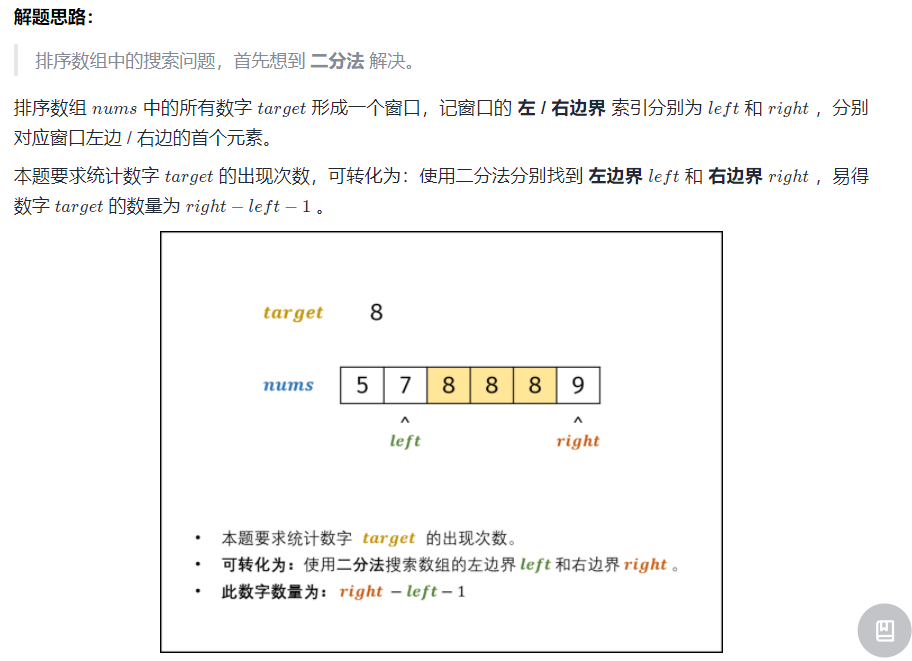 解题思路：
排序数组中的搜索问题，首先想到 二分法 解决。
排序数组 nums 中的所有数字 target 形成一个窗口，记窗口的 左 / 右边界 索引分别为 left 和 right ，分别
对应窗口左边 / 右边的首个元素。
本题要求统计数字 target 的出现次数，可转化为：使用二分法分别找到 左边界 left 和 右边界 right ，易得
数字 target 的数量为 right − left − 1 。
target 8
nums 5 7 8 8 8 9
^ ^
left right
• 本题要求统计数字 target 的出现次数。
• 可转化为：使用二分法搜索数组的左边界 left 和右边界 right 。
• 此数字数量为： right − left − 1